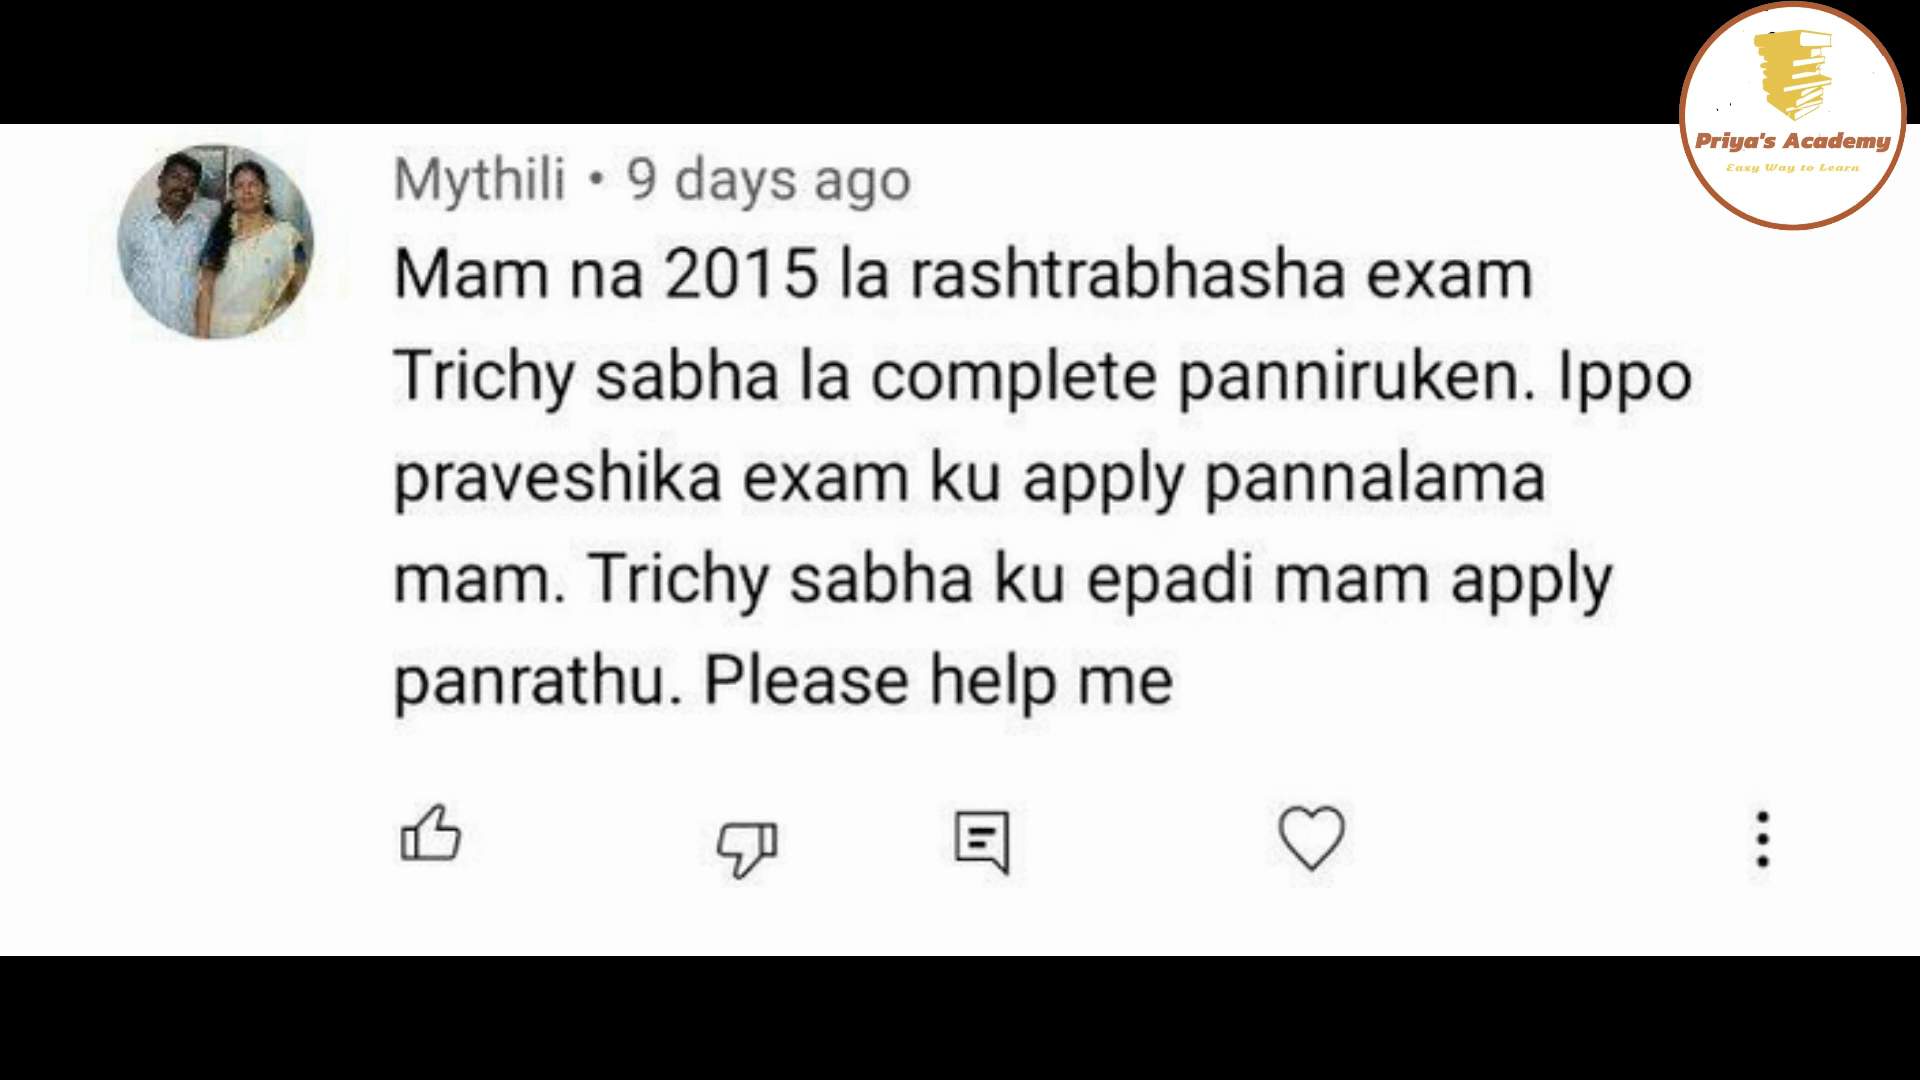 Priya's Academy
Easy Way to Learn
Mythili • 9 days ago
Mam na 2015 la rashtrabhasha exam
Trichy sabha la complete panniruken. Ippo
praveshika exam ku apply pannalama
mam. Trichy sabha ku epadi mam apply
panrathu. Please help me